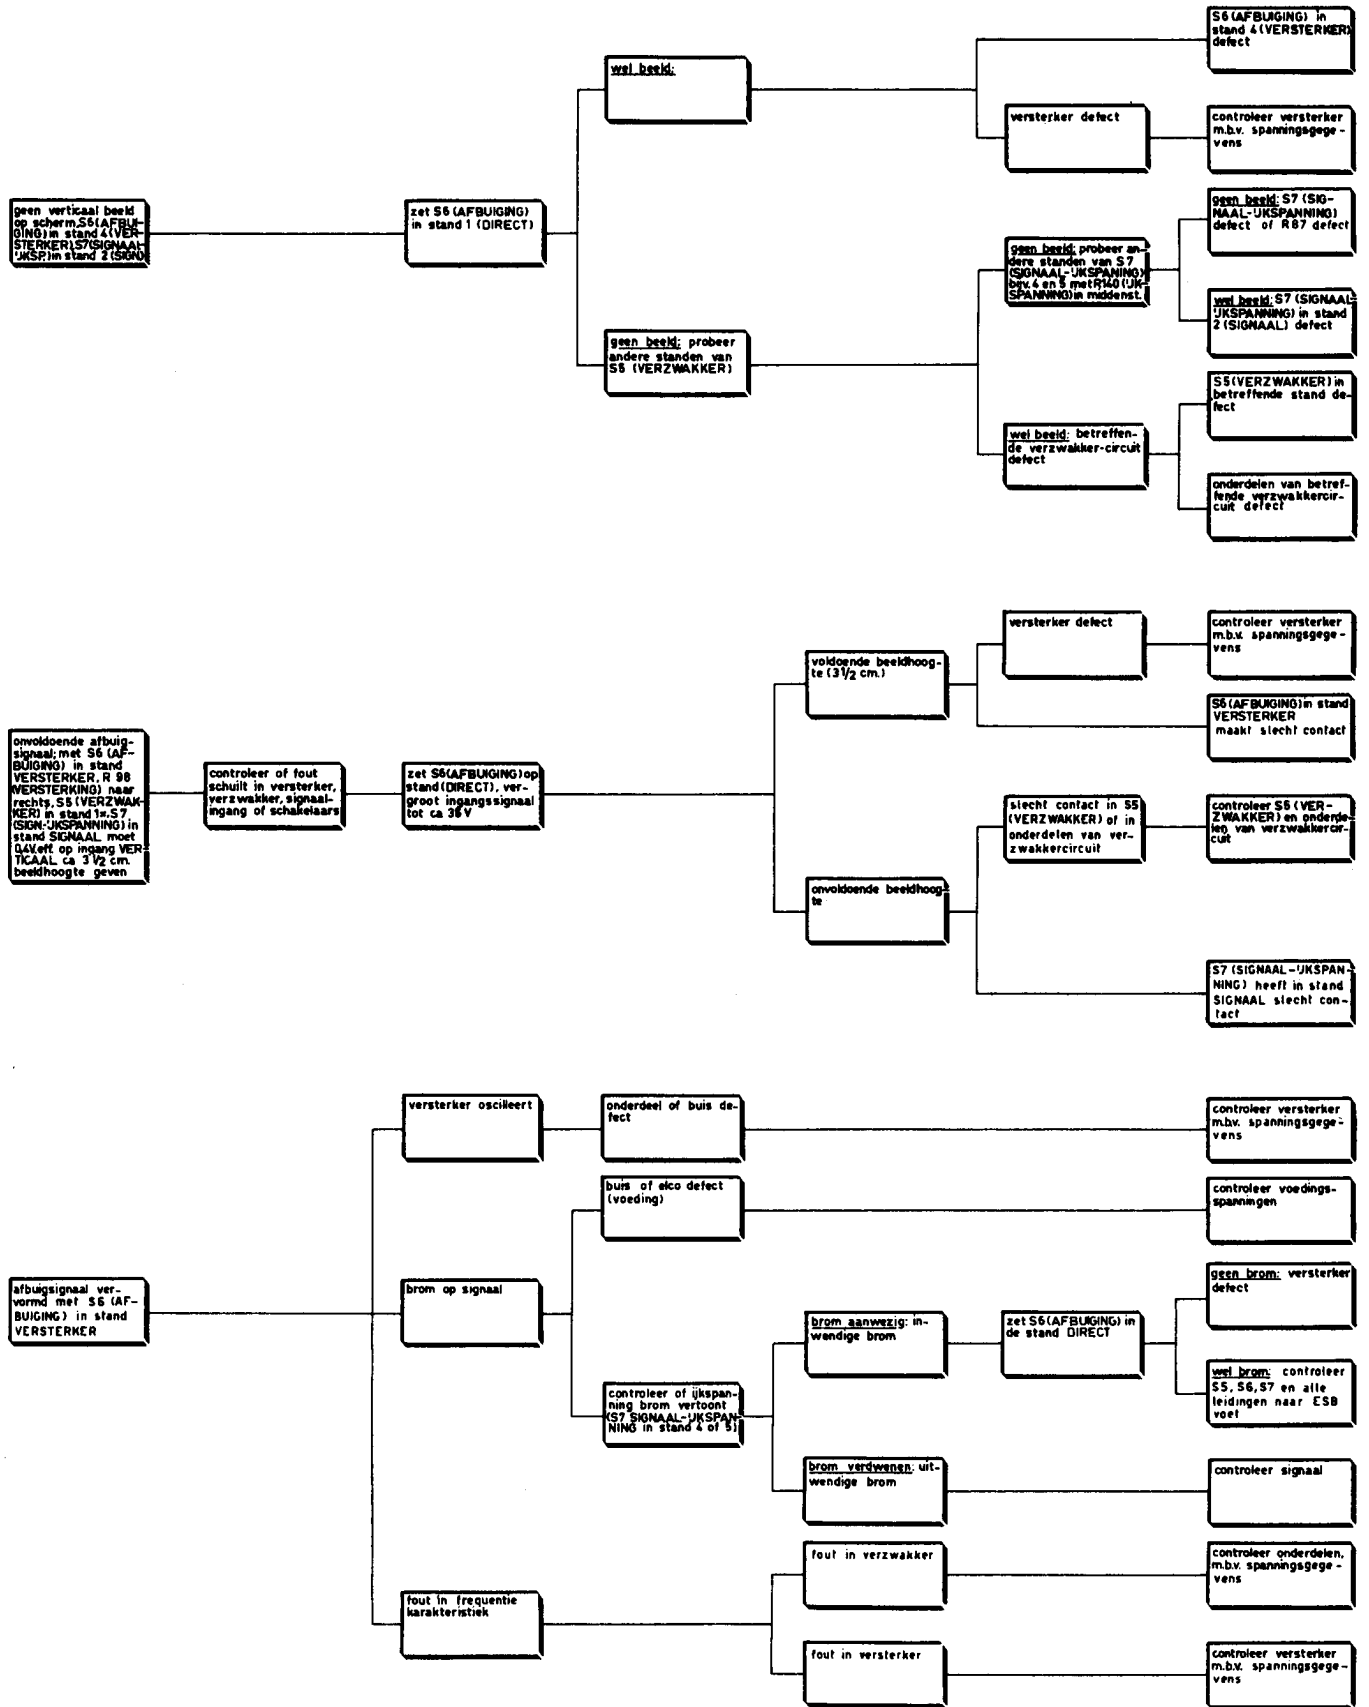 geen verticaal beeld
op scherm, S6 (AFBUI-
GING) in stand 4 (VER-
STERKER), S7 (SIGNAAL-
IJKSP.) in stand 2 (SIGN.)
zet S6 (AFBUIGING)
in stand 1 (DIRECT)
wel beeld:
S6 (AFBUIGING) in
stand 4 (VERSTERKER)
defect
versterker defect
controleer versterker
m.b.v. spanningsgege-
vens
geen beeld: probeer
andere standen van
S5 (VERZWAKKER)
geen beeld: probeer an-
dere standen van S7
(SIGNAAL-IJKSPANING)
bijv. 4 en 5 met R140 (IJK-
SPANNING) in middenst.
geen beeld: S7 (SIG-
NAAL-IJKSPANNING)
defect of R87 defect
wel beeld: S7 (SIGNAAL
IJKSPANNING) in stand
2 (SIGNAAL) defect
wel beeld: betreffen-
de verzwakker-circuit
defect
S5 (VERZWAKKER) in
betreffende stand de-
fect
onderdelen van betref-
fende verzwakkercir-
cuit defect
onvoldoende afbuig-
signaal; met S6 (AF-
BUIGING) in stand
VERSTERKER, R 98
(VERSTERKING) naar
rechts, S5 (VERZWAK-
KER) in stand 1x, S7
(SIGN.-IJKSPANNING) in
stand SIGNAAL moet
0,4V.eff. op ingang VER-
TICAAL ca 3 1/2 cm.
beeldhoogte geven
controleer of fout
schuilt in versterker,
verzwakker, signaal-
ingang of schakelaars
zet S6 (AFBUIGING) op
stand (DIRECT), ver-
groot ingangssignaal
tot ca 36 V
voldoende beeldhoog-
te (3 1/2 cm.)
versterker defect
controleer versterker
m.b.v. spanningsgege-
vens
S6 (AFBUIGING) in stand
VERSTERKER
maakt slecht contact
onvoldoende beeldhoog-
te
slecht contact in S5
(VERZWAKKER) of in
onderdelen van ver-
zwakkercircuit
controleer S6 (VER-
ZWAKKER) en onderde-
len van verzwakkercir-
cuit
S7 (SIGNAAL-IJKSPAN-
NING) heeft in stand
SIGNAAL slecht con-
tact
afbuigsignaal ver-
vormd met S6 (AF-
BUIGING) in stand
VERSTERKER
versterker oscilleert
onderdeel of buis de-
fect
controleer versterker
m.b.v. spanningsgege-
vens
brom op signaal
buis of elco defect
(voeding)
controleer voedings-
spanningen
controleer of ijkspan-
ning brom vertoont
(S7 SIGNAAL-IJKSPAN-
NING in stand 4 of 5)
brom aanwezig: in-
wendige brom
zet S6 (AFBUIGING) in
de stand DIRECT
geen brom: versterker
defect
wel brom: controleer
S5, S6, S7 en alle
leidingen naar ESB
voet
brom verdwenen: uit-
wendige brom
controleer signaal
fout in frequentie
karakteristiek
fout in verzwakker
controleer onderdelen,
m.b.v. spanningsgege-
vens
fout in versterker
controleer versterker
m.b.v. spanningsgege-
vens